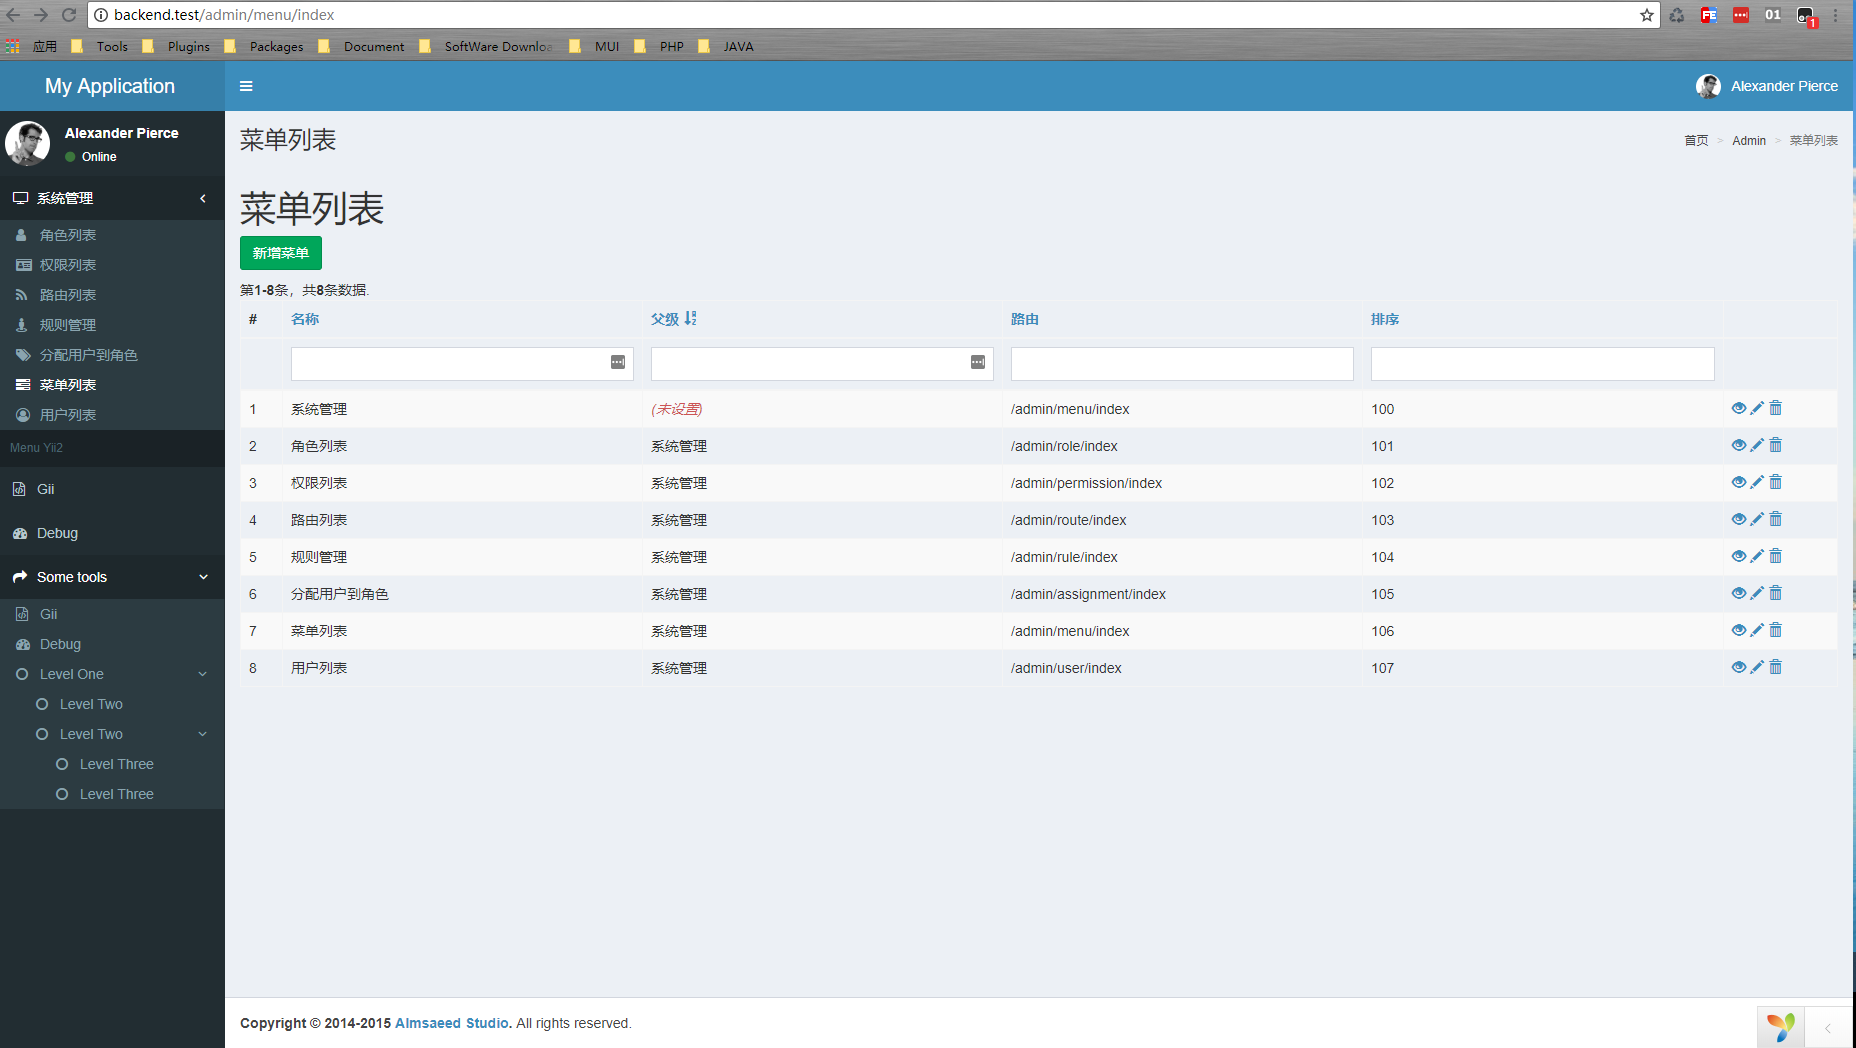 backend.test/admin/menu/index
FE 01 1
应用 Tools Plugins Packages Document SoftWare Downloa MUI PHP JAVA
My Application
Alexander Pierce
Alexander Pierce
Online
系统管理
角色列表
权限列表
路由列表
规则管理
分配用户到角色
菜单列表
用户列表
Menu Yii2
Gii
Debug
Some tools
Gii
Debug
Level One
Level Two
Level Two
Level Three
Level Three
菜单列表
首页 > Admin > 菜单列表
菜单列表
新增菜单
第1-8条，共8条数据.
# 名称 父级 路由 排序
1 系统管理 (未设置) /admin/menu/index 100
2 角色列表 系统管理 /admin/role/index 101
3 权限列表 系统管理 /admin/permission/index 102
4 路由列表 系统管理 /admin/route/index 103
5 规则管理 系统管理 /admin/rule/index 104
6 分配用户到角色 系统管理 /admin/assignment/index 105
7 菜单列表 系统管理 /admin/menu/index 106
8 用户列表 系统管理 /admin/user/index 107
Copyright © 2014-2015 Almsaeed Studio. All rights reserved.